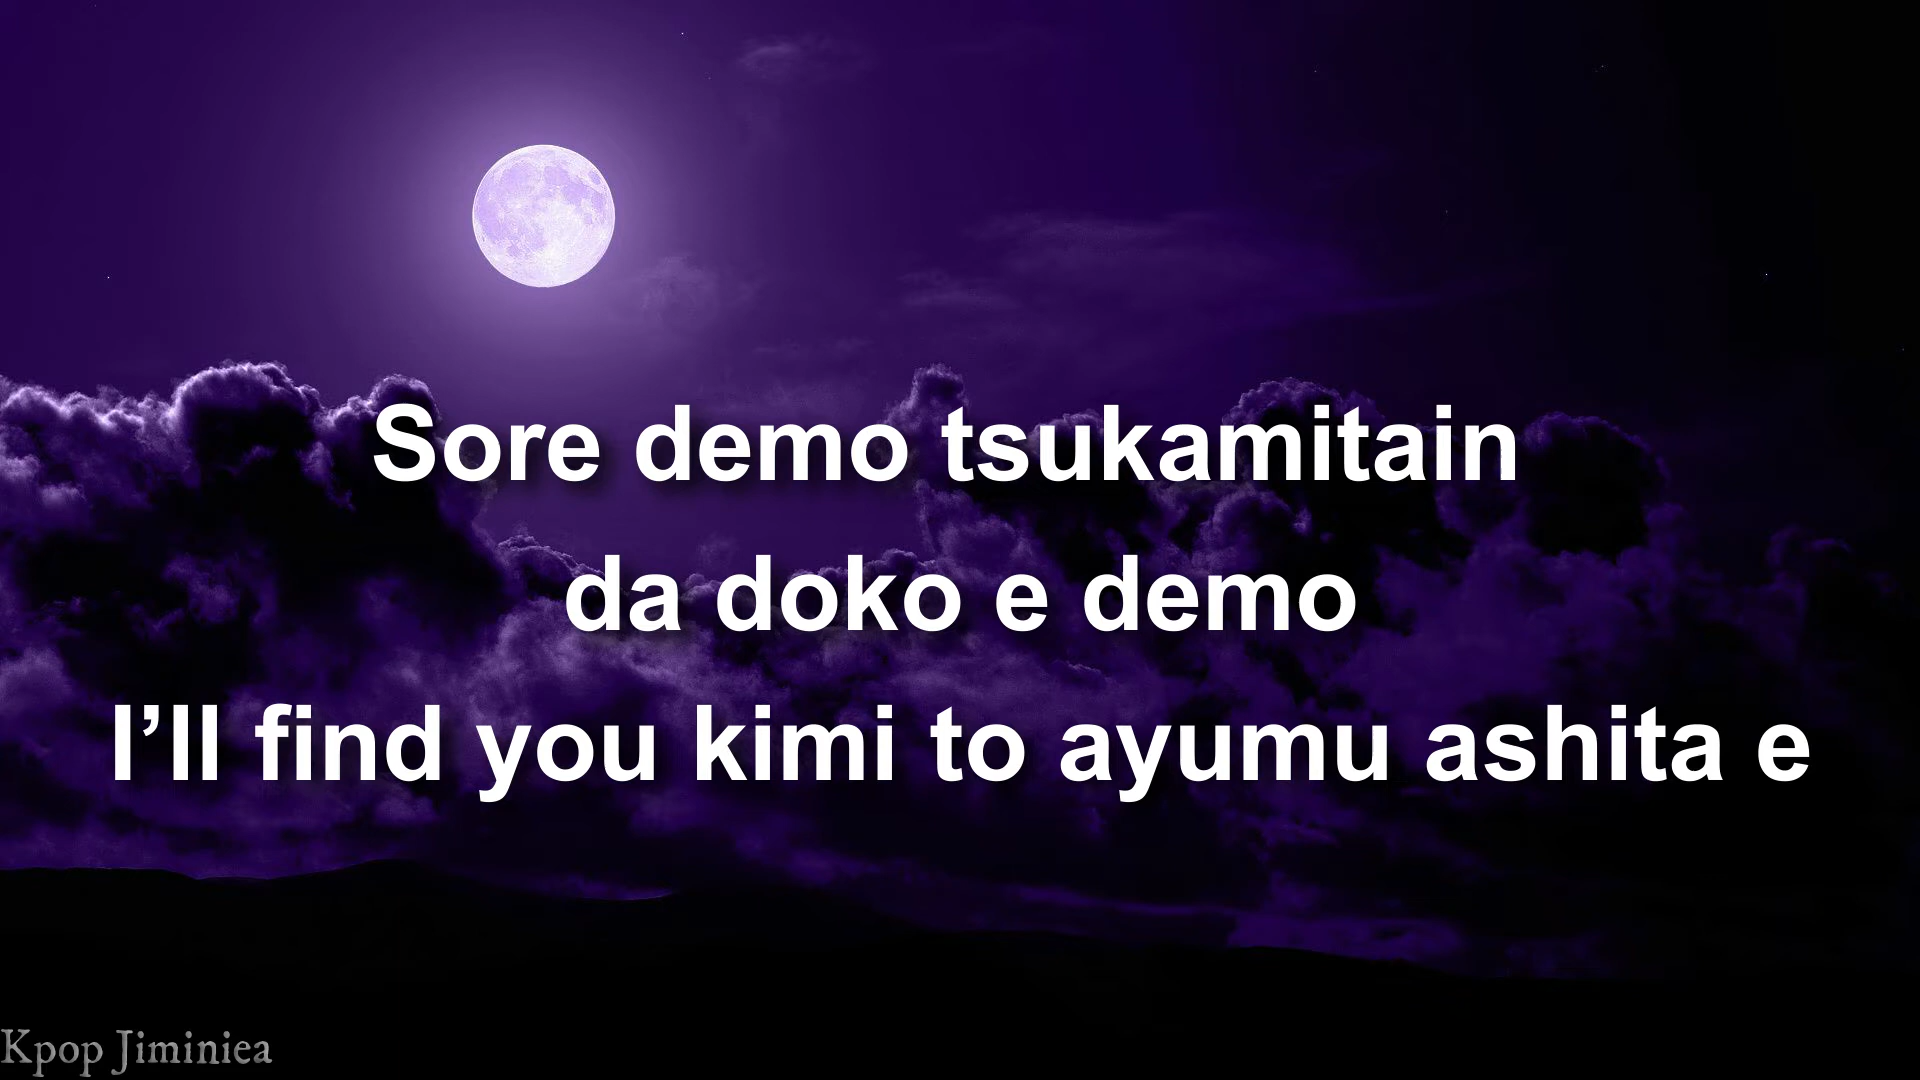 Sore demo tsukamitain
da doko e demo
I’ll find you kimi to ayumu ashita e
Kpop Jiminiea